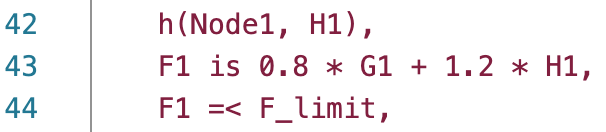 42 h(Node1, H1),
43 F1 is 0.8 * G1 + 1.2 * H1,
44 F1 =< F_limit,